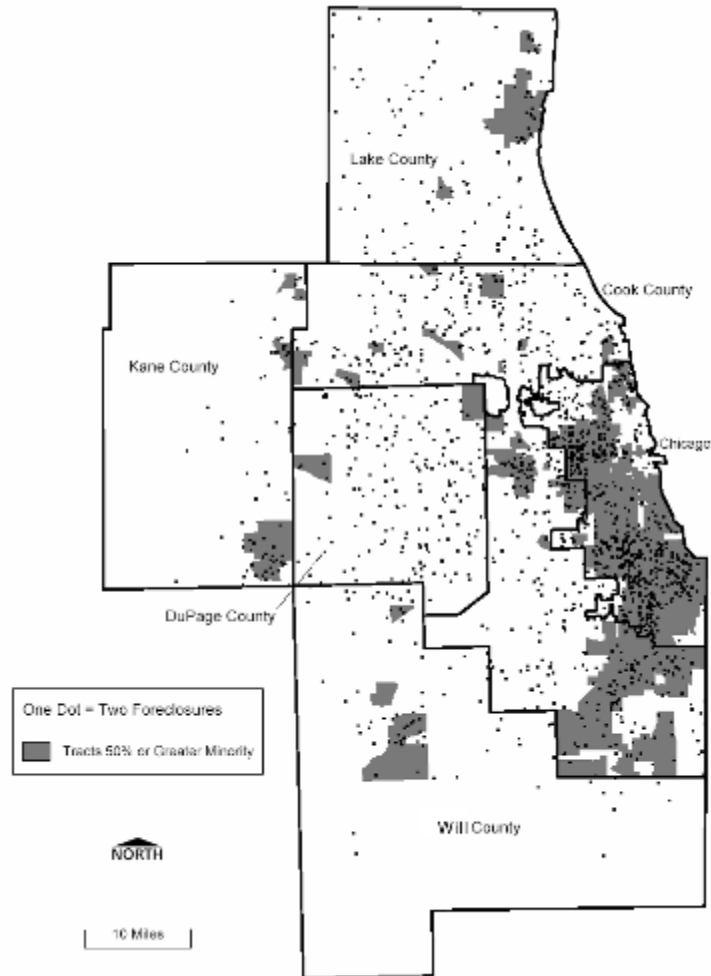 Lake County
Cook County
Kane County
Chicago
DuPage County
One Dot = Two Foreclosures
Tracts 50% or Greater Minority
Will County
NORTH
10 Miles